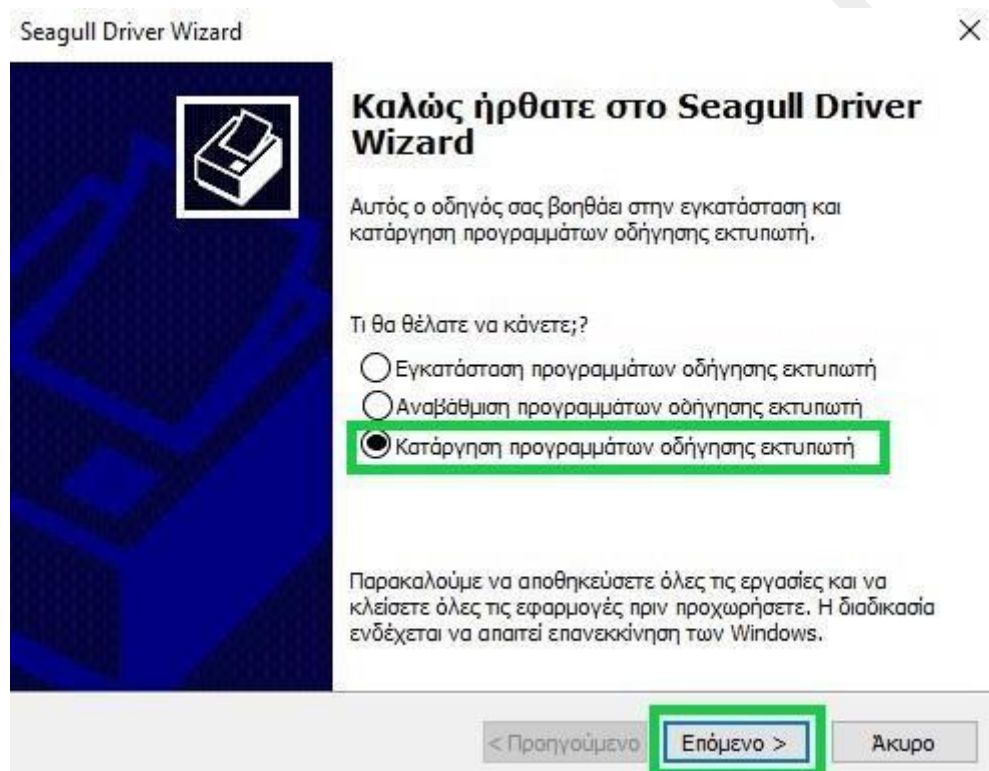 Seagull Driver Wizard
Καλώς ήρθατε στο Seagull Driver
Wizard
Αυτός ο οδηγός σας βοηθάει στην εγκατάσταση και
κατάργηση προγραμμάτων οδήγησης εκτυπωτή.
Τι θα θέλατε να κάνετε;?
Εγκατάσταση προγραμμάτων οδήγησης εκτυπωτή
Αναβάθμιση προγραμμάτων οδήγησης εκτυπωτή
Κατάργηση προγραμμάτων οδήγησης εκτυπωτή
Παρακαλούμε να αποθηκεύσετε όλες τις εργασίες και να
κλείσετε όλες τις εφαρμογές πριν προχωρήσετε. Η διαδικασία
ενδέχεται να απαιτεί επανεκκίνηση των Windows.
< Προηγούμενο Επόμενο > Άκυρο